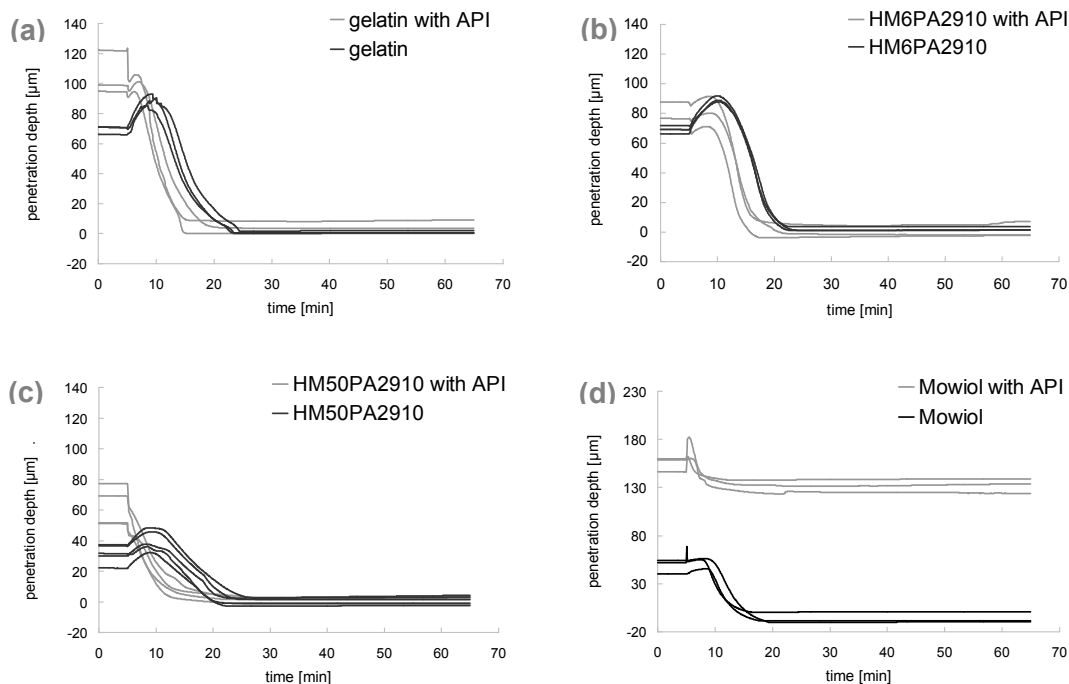 (a)
gelatin with API
gelatin
penetration depth [µm]
140
120
100
80
60
40
20
0
-20
0 10 20 30 40 50 60 70
time [min]
(b)
HM6PA2910 with API
HM6PA2910
penetration depth [µm]
140
120
100
80
60
40
20
0
-20
0 10 20 30 40 50 60 70
time [min]
(c)
HM50PA2910 with API
HM50PA2910
penetration depth [µm] .
140
120
100
80
60
40
20
0
-20
0 10 20 30 40 50 60 70
time [min]
(d)
Mowiol with API
Mowiol
penetration depth [µm]
230
180
130
80
30
-20
0 10 20 30 40 50 60 70
time [min]